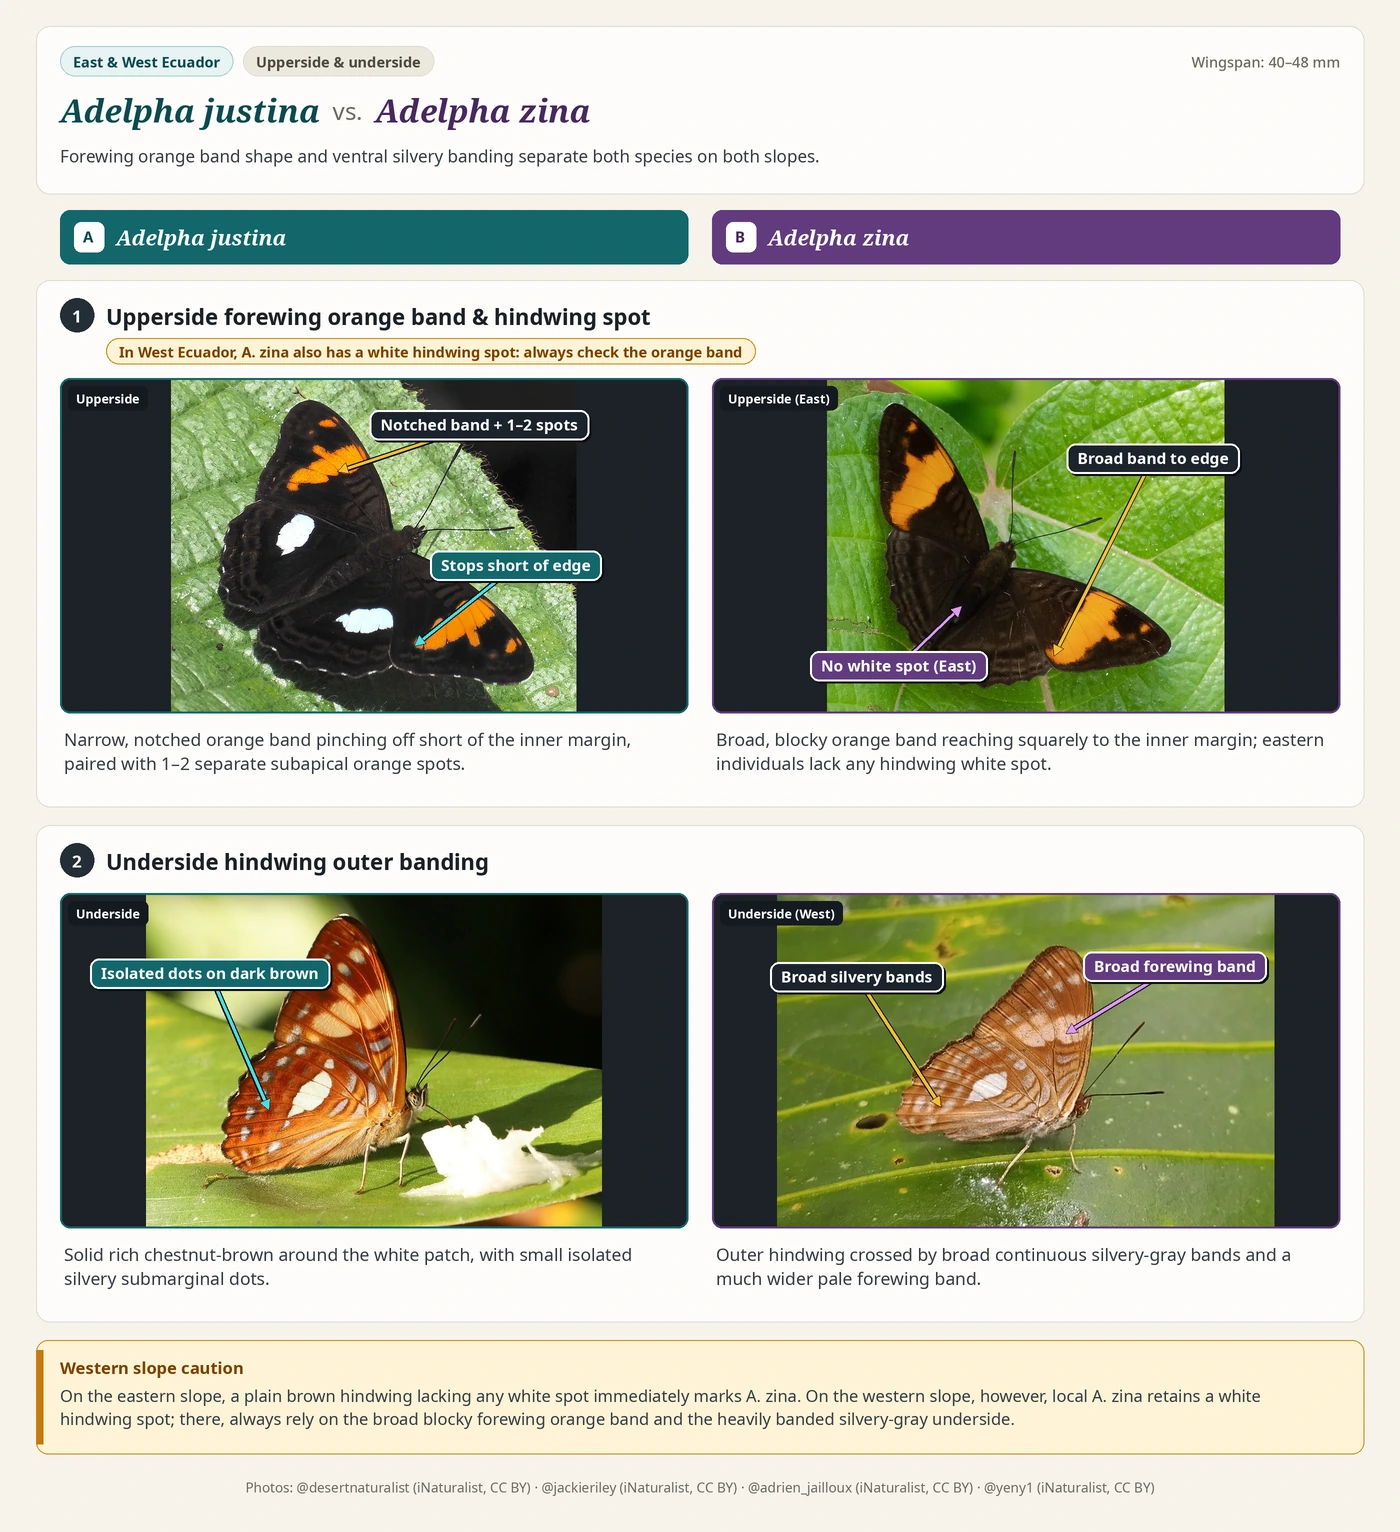 East & West Ecuador
Upperside & underside
Wingspan: 40–48 mm
Adelpha justina vs. Adelpha zina
Forewing orange band shape and ventral silvery banding separate both species on both slopes.
A Adelpha justina
B Adelpha zina
1 Upperside forewing orange band & hindwing spot
In West Ecuador, A. zina also has a white hindwing spot: always check the orange band
Upperside
Notched band + 1–2 spots
Stops short of edge
Upperside (East)
Broad band to edge
No white spot (East)
Narrow, notched orange band pinching off short of the inner margin,
paired with 1–2 separate subapical orange spots.
Broad, blocky orange band reaching squarely to the inner margin; eastern
individuals lack any hindwing white spot.
2 Underside hindwing outer banding
Underside
Isolated dots on dark brown
Underside (West)
Broad silvery bands
Broad forewing band
Solid rich chestnut-brown around the white patch, with small isolated
silvery submarginal dots.
Outer hindwing crossed by broad continuous silvery-gray bands and a
much wider pale forewing band.
Western slope caution
On the eastern slope, a plain brown hindwing lacking any white spot immediately marks A. zina. On the western slope, however, local A. zina retains a white
hindwing spot; there, always rely on the broad blocky forewing orange band and the heavily banded silvery-gray underside.
Photos: @desertnaturalist (iNaturalist, CC BY) · @jackieriley (iNaturalist, CC BY) · @adrien_jailloux (iNaturalist, CC BY) · @yeny1 (iNaturalist, CC BY)